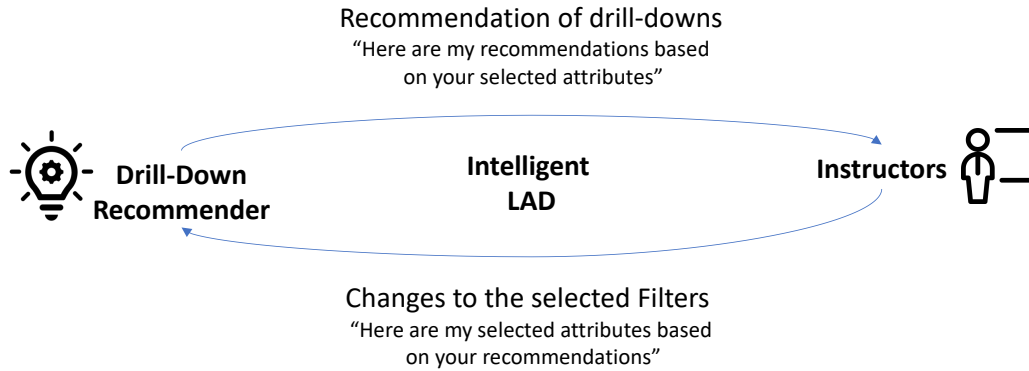 Recommendation of drill-downs
“Here are my recommendations based
on your selected attributes”
Drill-Down
Recommender
Intelligent
LAD
Instructors
Changes to the selected Filters
“Here are my selected attributes based
on your recommendations”